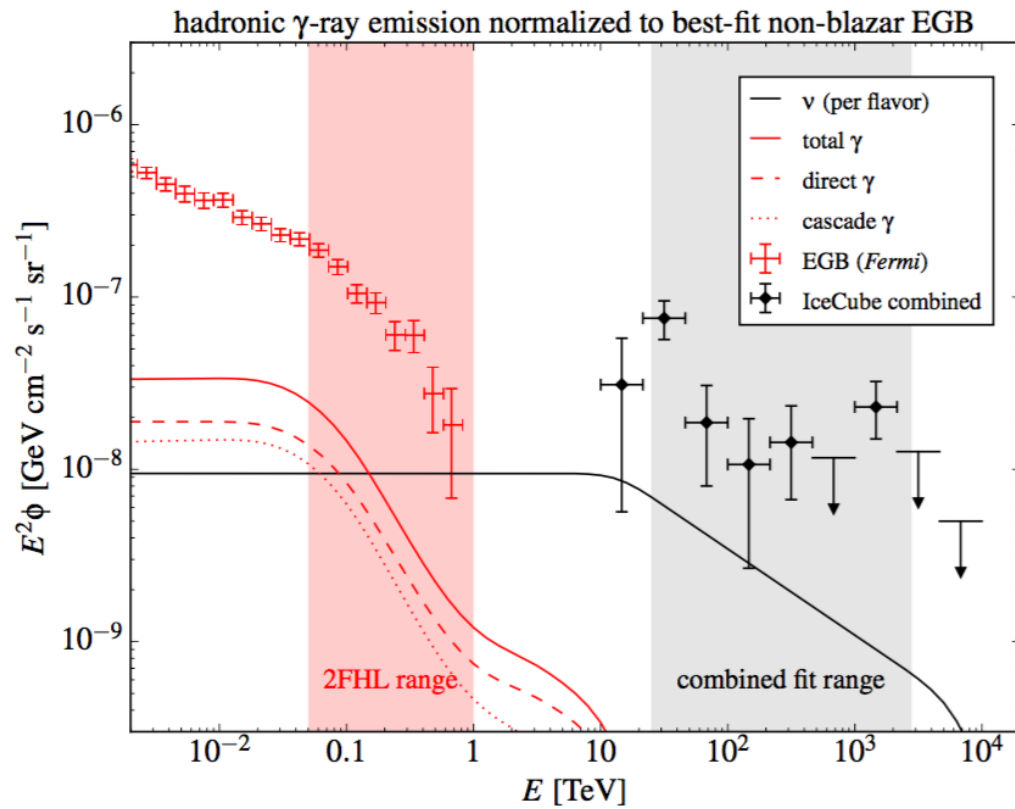 hadronic γ-ray emission normalized to best-fit non-blazar EGB
ν (per flavor)
total γ
direct γ
cascade γ
EGB (Fermi)
IceCube combined
10⁻⁶
10⁻⁷
10⁻⁸
10⁻⁹
E²ϕ [GeV cm⁻² s⁻¹ sr⁻¹]
2FHL range
combined fit range
10⁻² 0.1 1 10 10² 10³ 10⁴
E [TeV]